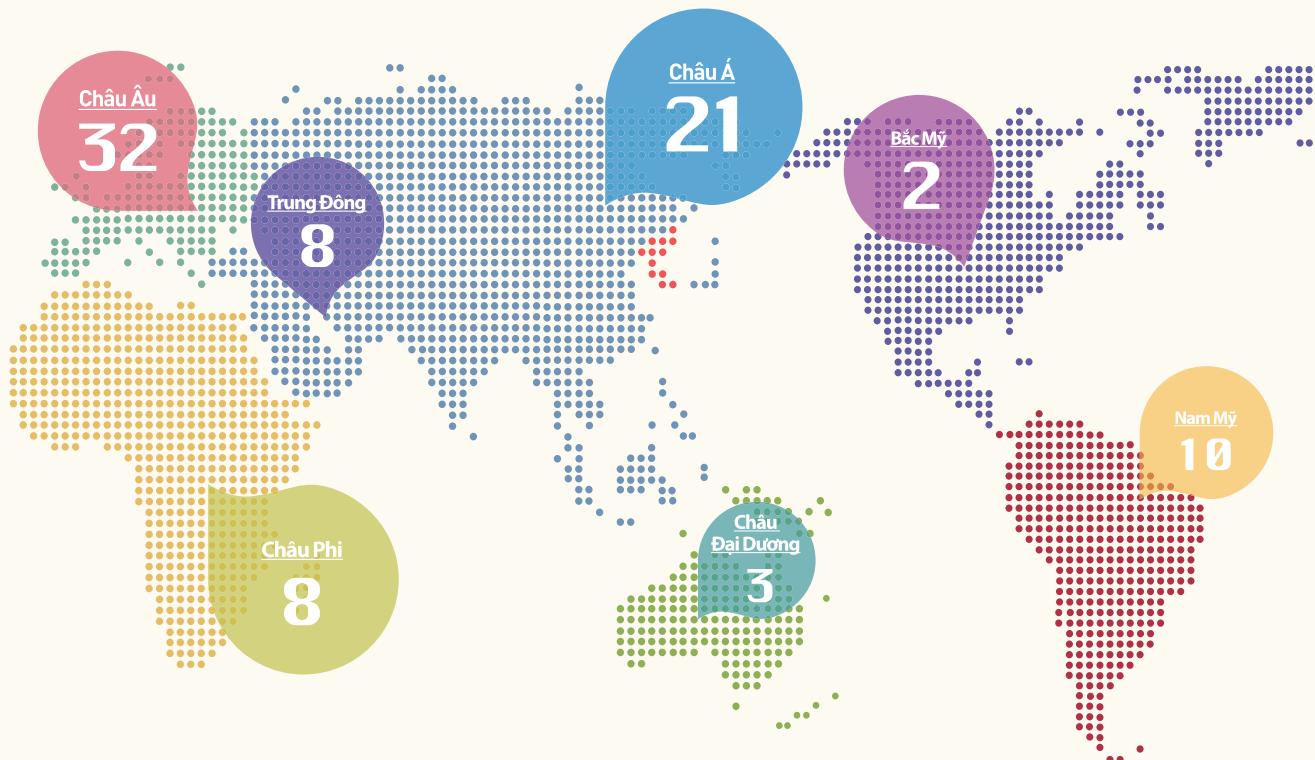 Châu Âu
32
Trung Đông
8
Châu Á
21
Bắc Mỹ
2
Nam Mỹ
10
Châu Phi
8
Châu
Đại Dương
3